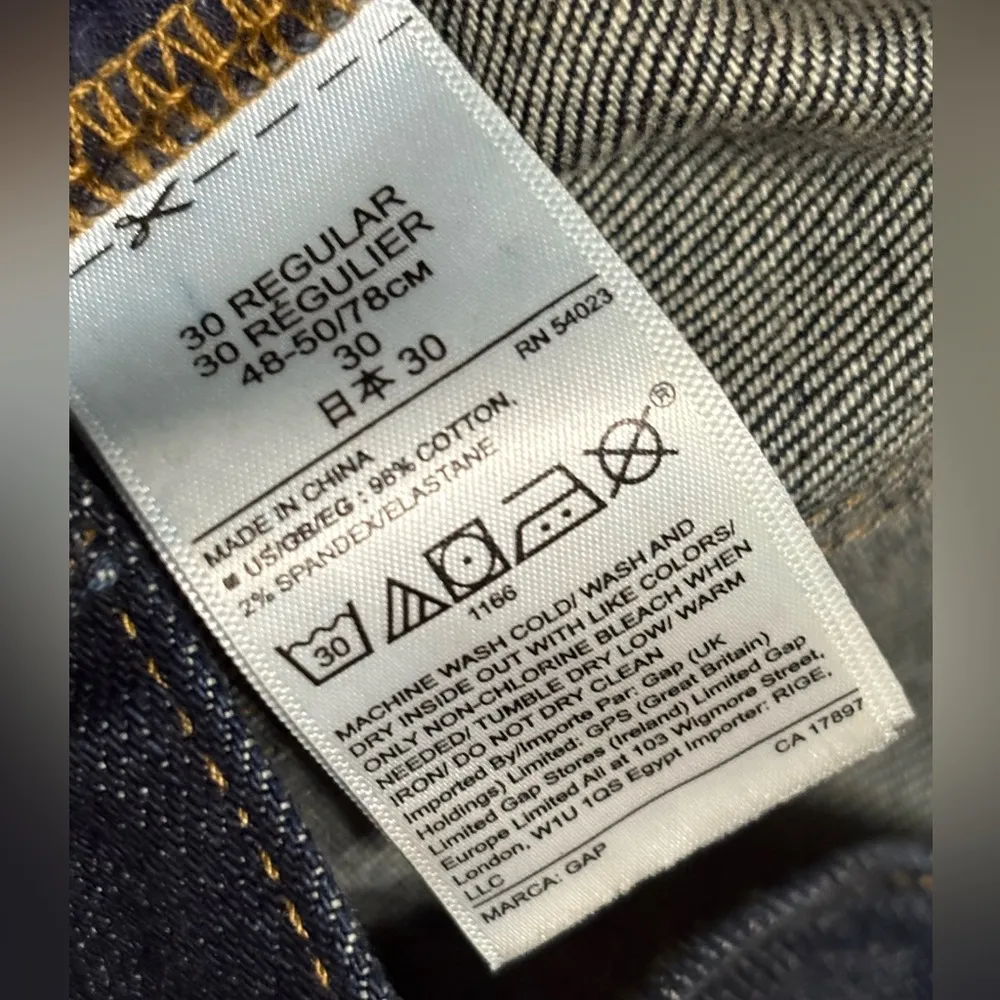 30 REGULAR
30 RÉGULIER
48-50/78CM
30
日本 30
RN 54023
MADE IN CHINA
■ US/GB/EG : 98% COTTON,
2% SPANDEX/ELASTANE
30
®
1166
MACHINE WASH COLD/ WASH AND
DRY INSIDE OUT WITH LIKE COLORS/
ONLY NON-CHLORINE BLEACH WHEN
NEEDED/ TUMBLE DRY LOW/ WARM
IRON/ DO NOT DRY CLEAN
Imported By/Importe Par: Gap (UK
Holdings) Limited: GPS (Great Britain)
Limited Gap Stores (Ireland) Limited Gap
Europe Limited All at 103 Wigmore Street,
London, W1U 1QS Egypt Importer: RIGE,
LLC
CA 17897
MARCA: GAP